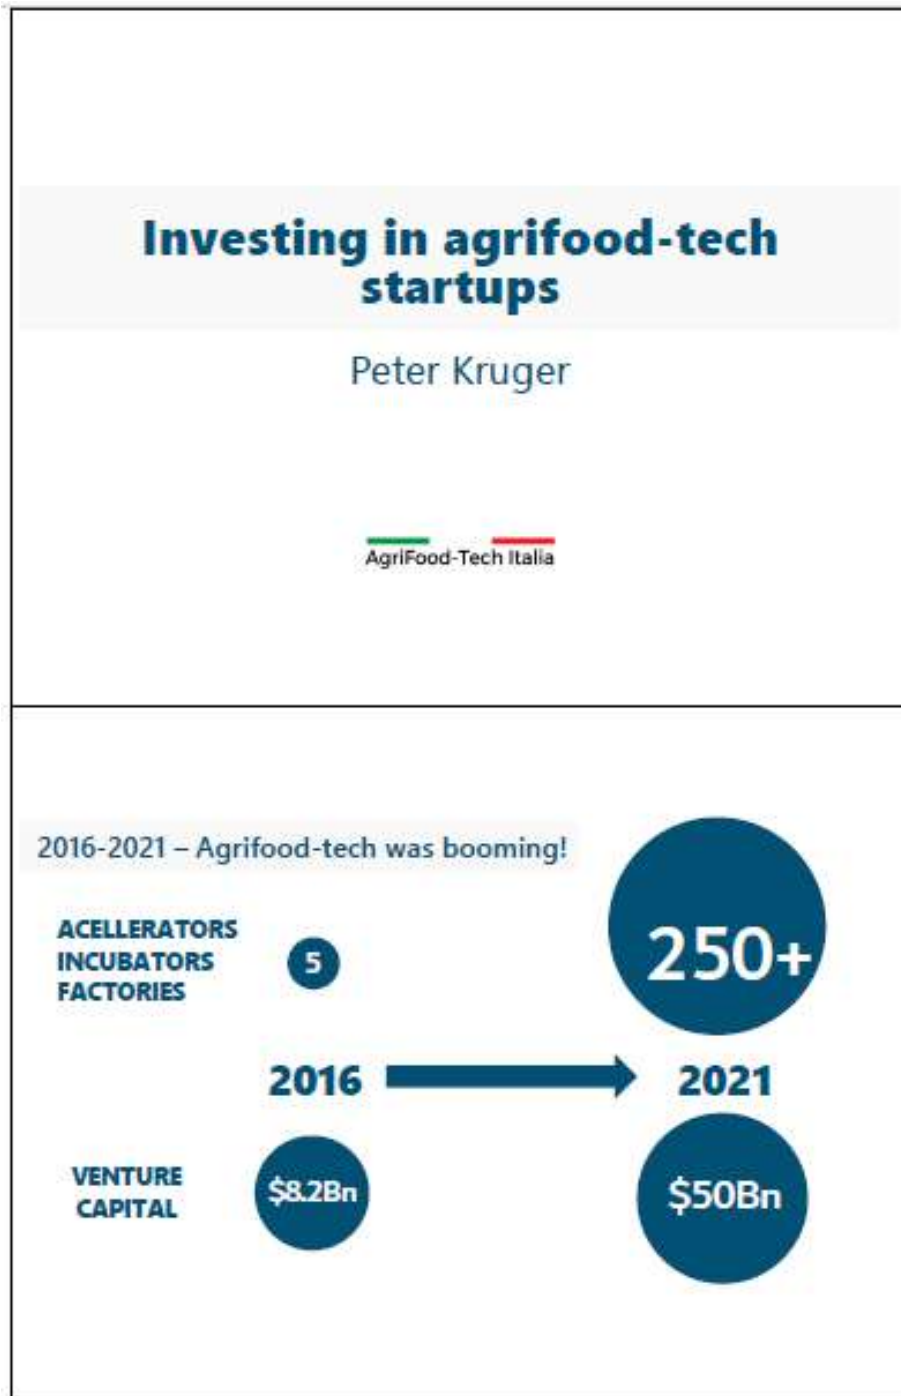 Investing in agrifood-tech
startups
Peter Kruger
AgriFood-Tech Italia
2016-2021 – Agrifood-tech was booming!
ACELLERATORS
INCUBATORS
FACTORIES
5
250+
2016
2021
VENTURE
CAPITAL
$8.2Bn
$50Bn